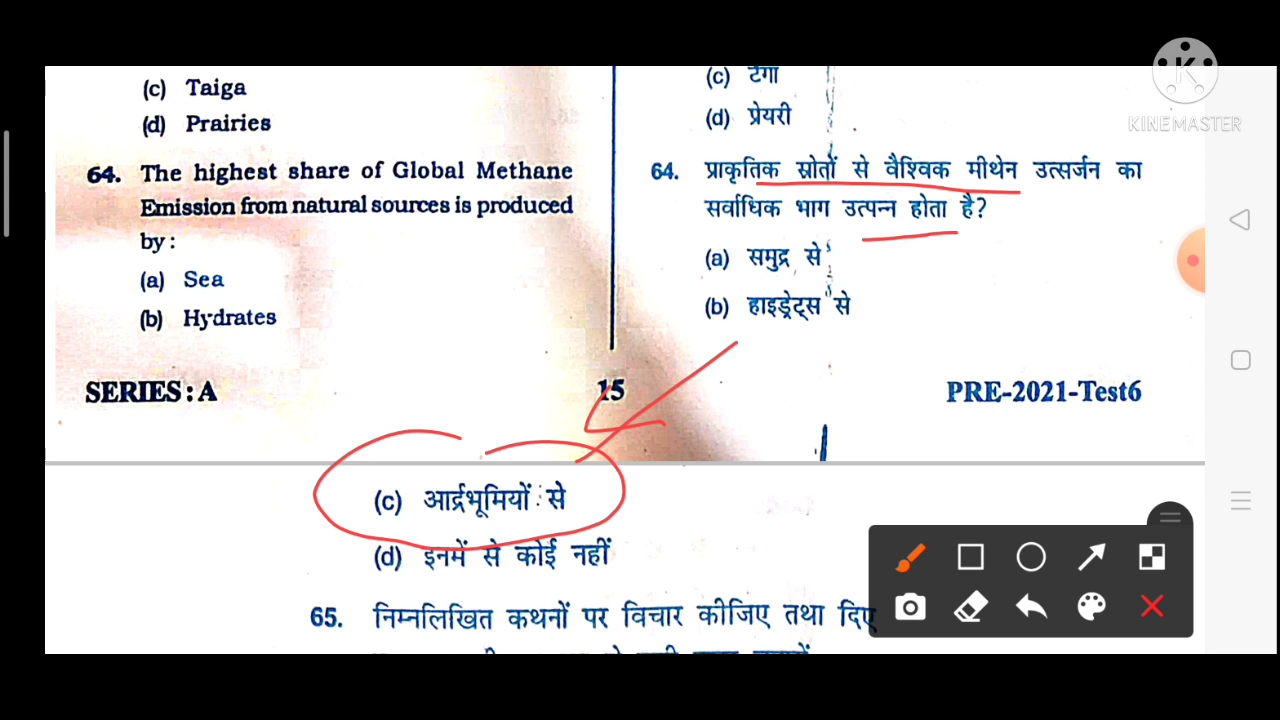 (c) Taiga
(d) Prairies
64. The highest share of Global Methane
Emission from natural sources is produced
by :
(a) Sea
(b) Hydrates
(c) टैगा
(d) प्रेयरी
64. प्राकृतिक स्रोतों से वैश्विक मीथेन उत्सर्जन का
सर्वाधिक भाग उत्पन्न होता है?
(a) समुद्र से
(b) हाइड्रेट्स से
SERIES : A
15
PRE-2021-Test6
(c) आर्द्रभूमियों से
(d) इनमें से कोई नहीं
65. निम्नलिखित कथनों पर विचार कीजिए तथा दिए
KINEMASTER